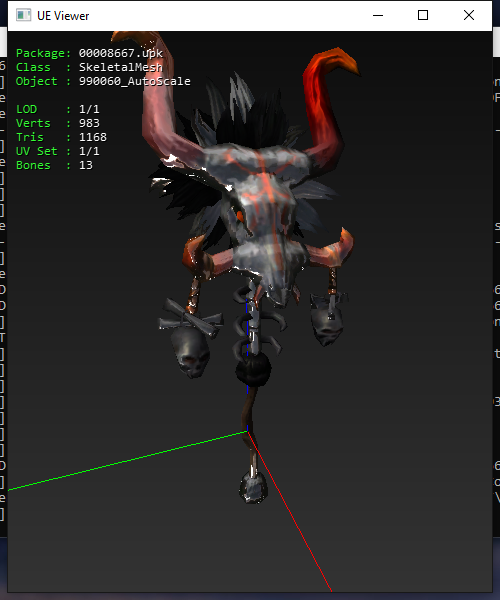 UE Viewer
Package: 00008667.upk
Class : SkeletalMesh
Object : 990060_AutoScale
LOD : 1/1
Verts : 983
Tris : 1168
UV Set : 1/1
Bones : 13